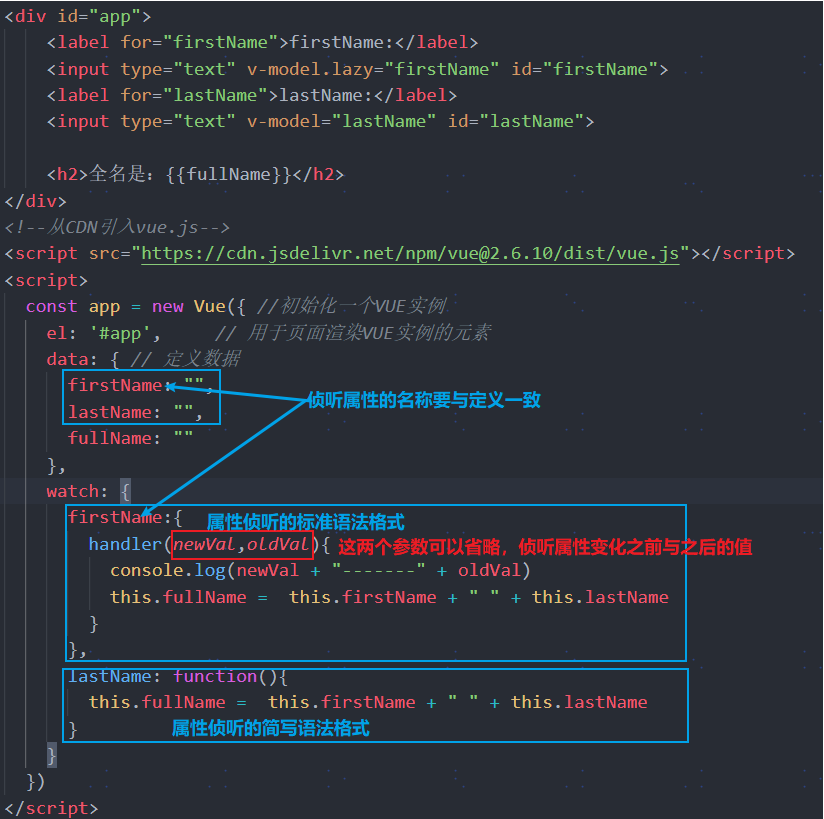 <div id="app">
<label for="firstName">firstName:</label>
<input type="text" v-model.lazy="firstName" id="firstName">
<label for="lastName">lastName:</label>
<input type="text" v-model="lastName" id="lastName">
<h2>全名是：{{fullName}}</h2>
</div>
<!--从CDN引入vue.js-->
<script src="https://cdn.jsdelivr.net/npm/vue@2.6.10/dist/vue.js"></script>
<script>
const app = new Vue({ //初始化一个VUE实例
el: '#app', // 用于页面渲染VUE实例的元素
data: { // 定义数据
firstName: "",
侦听属性的名称要与定义一致
lastName: "",
fullName: ""
},
watch: {
firstName:{ 属性侦听的标准语法格式
handler(newVal,oldVal){ 这两个参数可以省略，侦听属性变化之前与之后的值
console.log(newVal + "-------" + oldVal)
this.fullName = this.firstName + " " + this.lastName
}
},
lastName: function(){
this.fullName = this.firstName + " " + this.lastName
} 属性侦听的简写语法格式
}
})
</script>